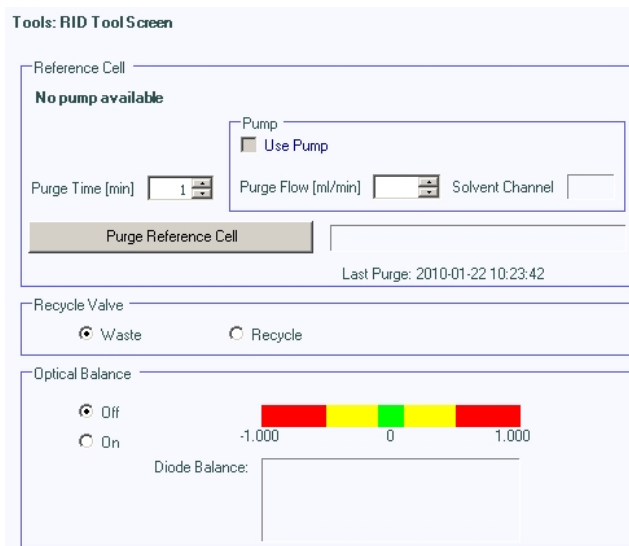 Tools: RID Tool Screen
Reference Cell
No pump available
Pump
Use Pump
Purge Time [min] 1 Purge Flow [ml/min] Solvent Channel
Purge Reference Cell
Last Purge: 2010-01-22 10:23:42
Recycle Valve
Waste Recycle
Optical Balance
Off
On
-1.000 0 1.000
Diode Balance: